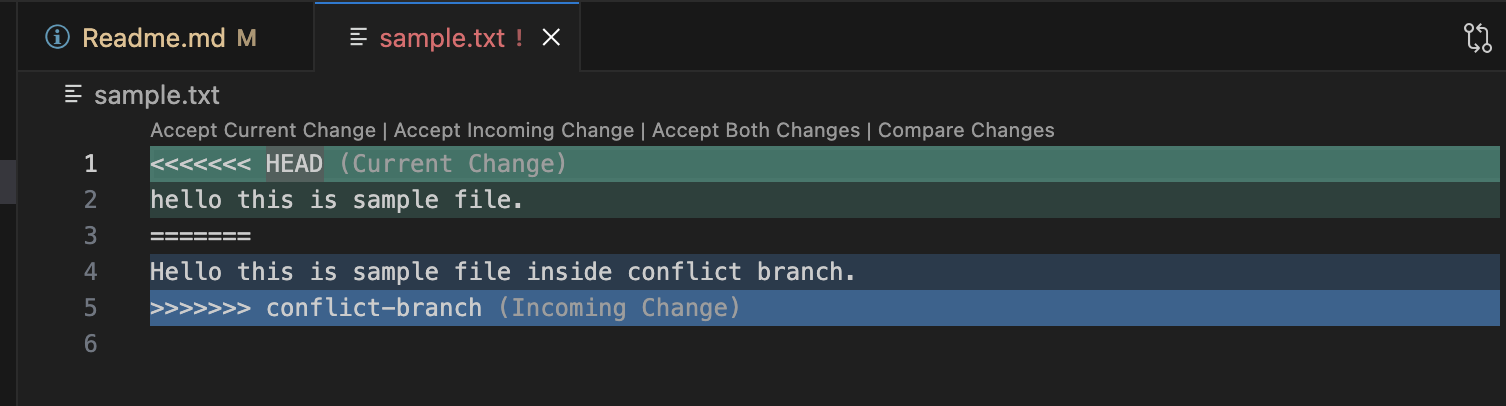 Readme.md M sample.txt !
sample.txt
Accept Current Change | Accept Incoming Change | Accept Both Changes | Compare Changes
1 <<<<<<< HEAD (Current Change)
2 hello this is sample file.
3 =======
4 Hello this is sample file inside conflict branch.
5 >>>>>>> conflict-branch (Incoming Change)
6